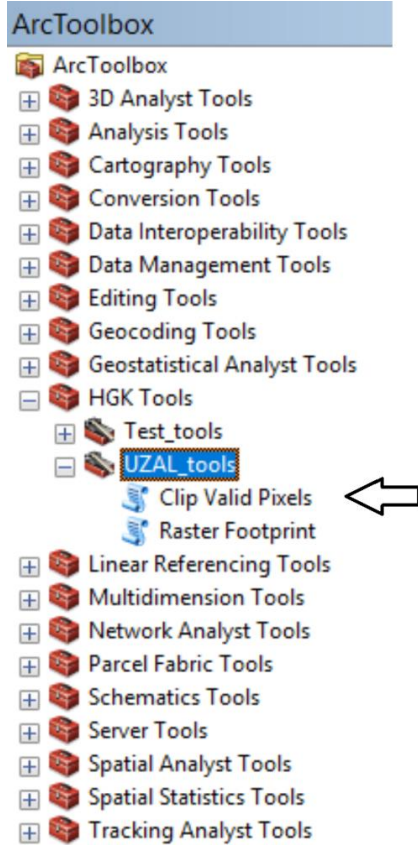 ArcToolbox
ArcToolbox
3D Analyst Tools
Analysis Tools
Cartography Tools
Conversion Tools
Data Interoperability Tools
Data Management Tools
Editing Tools
Geocoding Tools
Geostatistical Analyst Tools
HGK Tools
Test_tools
UZAL_tools
Clip Valid Pixels
Raster Footprint
Linear Referencing Tools
Multidimension Tools
Network Analyst Tools
Parcel Fabric Tools
Schematics Tools
Server Tools
Spatial Analyst Tools
Spatial Statistics Tools
Tracking Analyst Tools